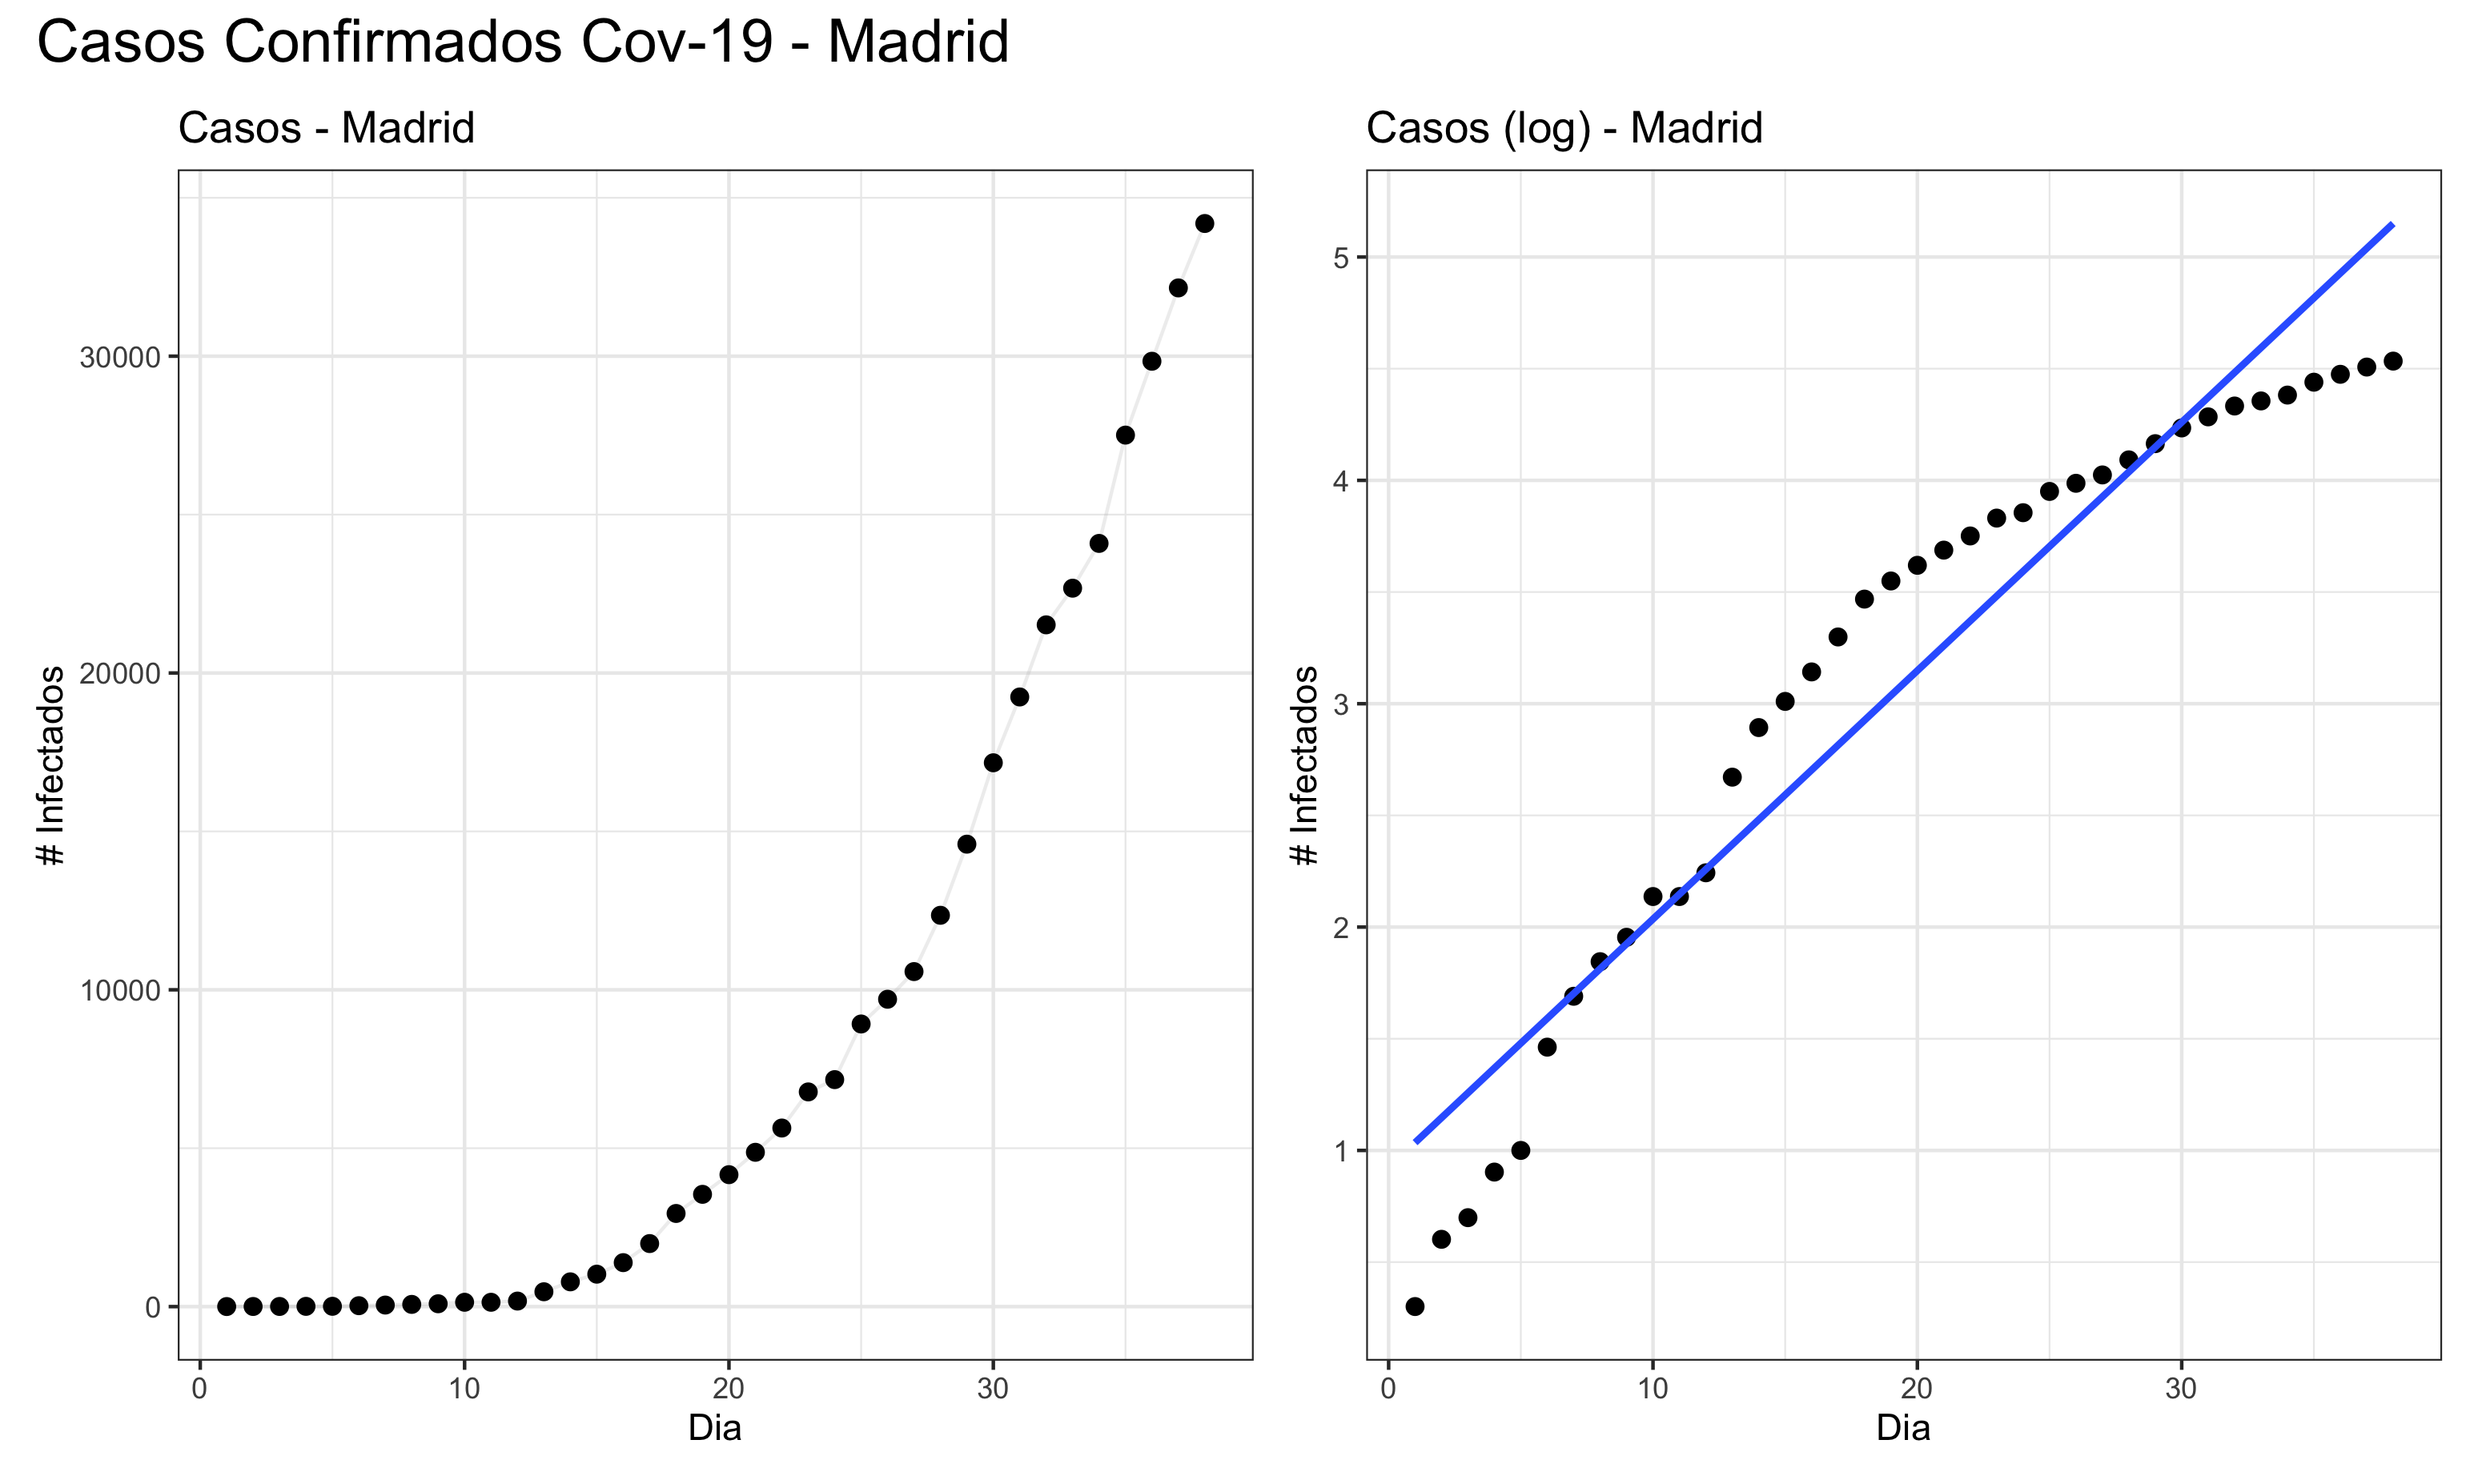 Casos Confirmados Cov-19 - Madrid
Casos - Madrid
# Infectados
30000
20000
10000
0
0 10 20 30
Dia
Casos (log) - Madrid
# Infectados
5
4
3
2
1
0 10 20 30
Dia